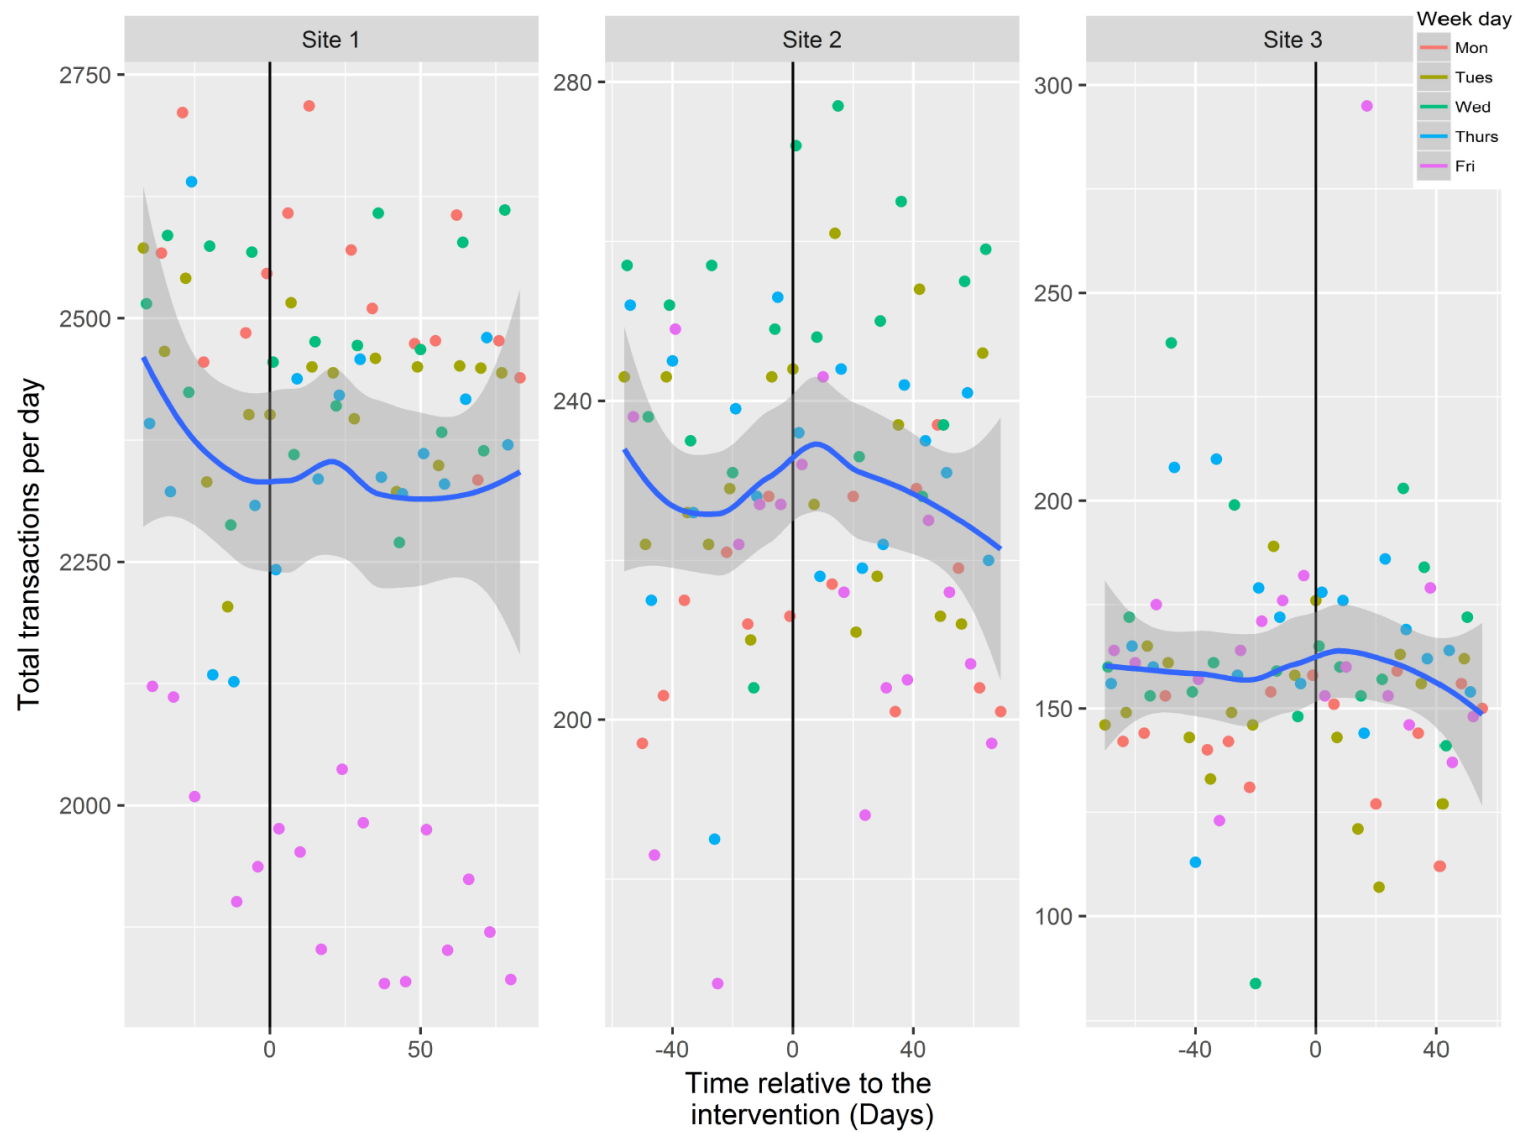 Site 1
Site 2
Site 3
Week day
Mon
Tues
Wed
Thurs
Fri
Total transactions per day
2750
2500
2250
2000
280
240
200
300
250
200
150
100
0
50
-40
0
40
-40
0
40
Time relative to the
intervention (Days)